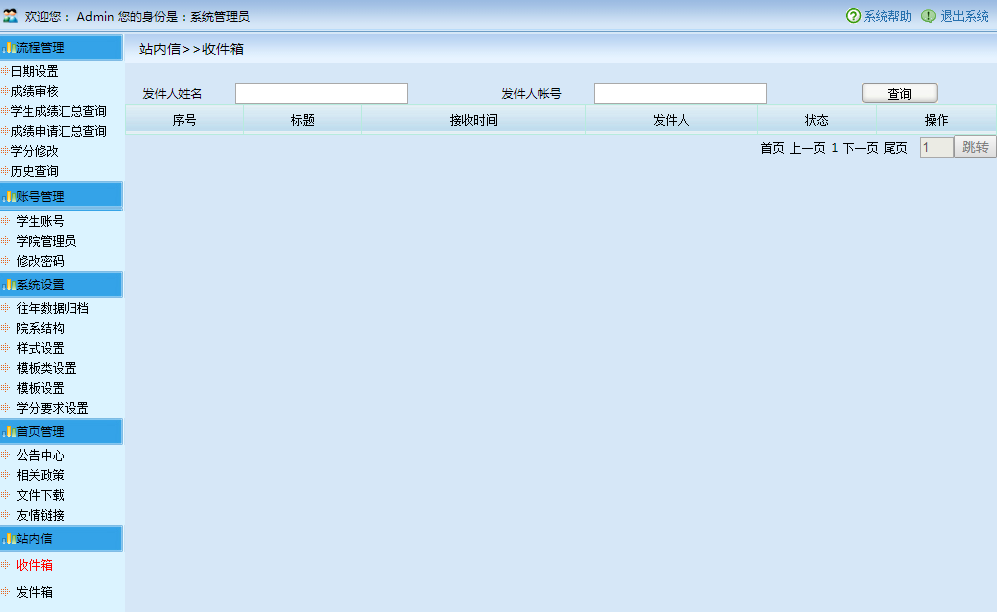 欢迎您： Admin 您的身份是：系统管理员
系统帮助 退出系统
流程管理
日期设置
成绩审核
学生成绩汇总查询
成绩申请汇总查询
学分修改
历史查询
账号管理
学生账号
学院管理员
修改密码
系统设置
往年数据归档
院系结构
样式设置
模板类设置
模板设置
学分要求设置
首页管理
公告中心
相关政策
文件下载
友情链接
站内信
收件箱
发件箱
站内信>>收件箱
发件人姓名 发件人帐号 查询
序号 标题 接收时间 发件人 状态 操作
首页 上一页 1 下一页 尾页 1 跳转